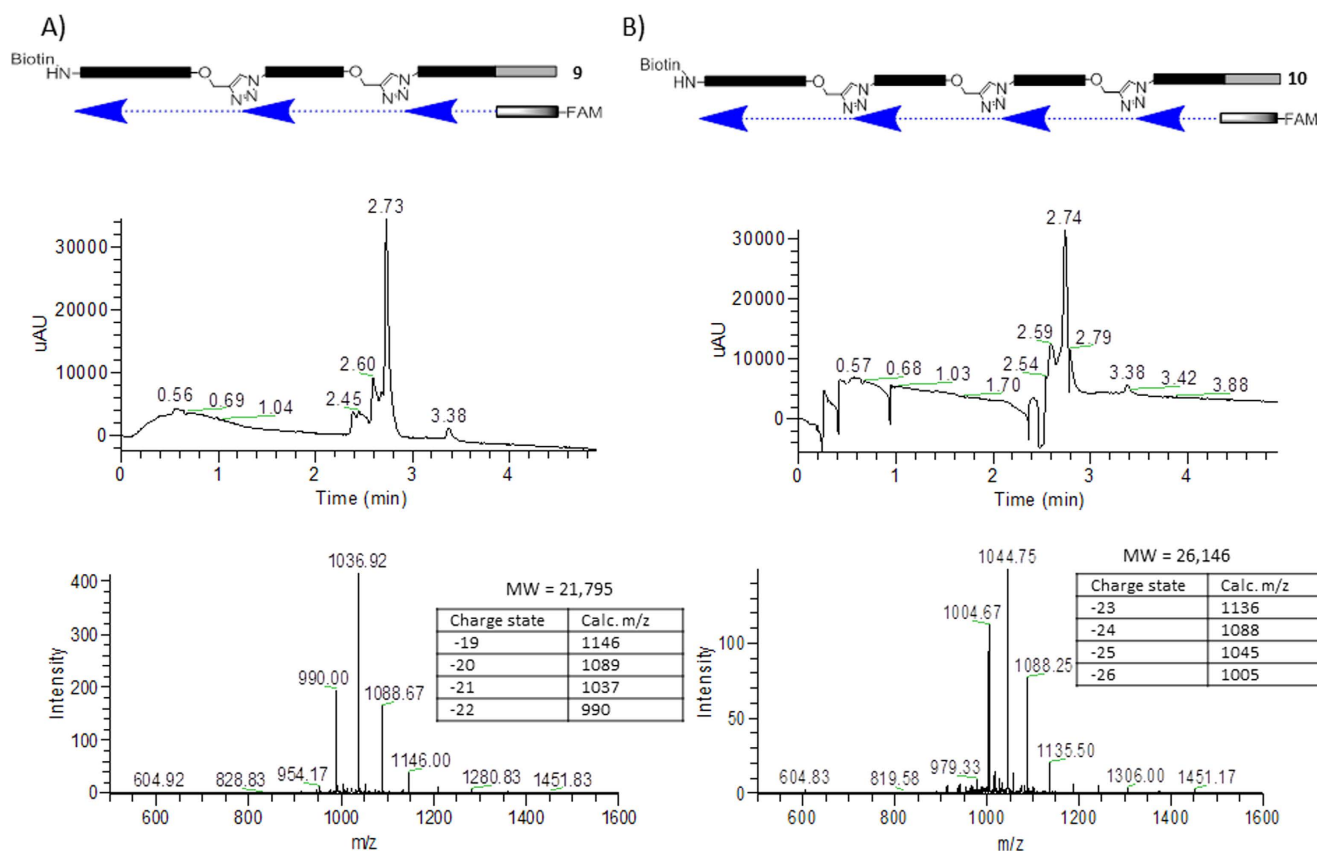 A)
Biotin
HN
O
N
N=N
O
N
N=N
9
FAM
2.73
30000
20000
10000
0
uAU
0.56
0.69
1.04
2.45
2.60
3.38
0 1 2 3 4
Time (min)
1036.92
400
300
200
100
0
Intensity
990.00
1088.67
1146.00
604.92
828.83
954.17
1280.83
1451.83
600 800 1000 1200 1400 1600
m/z
MW = 21,795
Charge state Calc. m/z
-19 1146
-20 1089
-21 1037
-22 990
B)
Biotin
HN
O
N
N=N
O
N
N=N
O
N
N=N
10
FAM
2.74
30000
20000
10000
0
uAU
0.57
0.68
1.03
1.70
2.54
2.59
2.79
3.38
3.42
3.88
0 1 2 3 4
Time (min)
1044.75
100
50
0
Intensity
1004.67
1088.25
1135.50
604.83
819.58
979.33
1306.00
1451.17
600 800 1000 1200 1400 1600
m/z
MW = 26,146
Charge state Calc. m/z
-23 1136
-24 1088
-25 1045
-26 1005